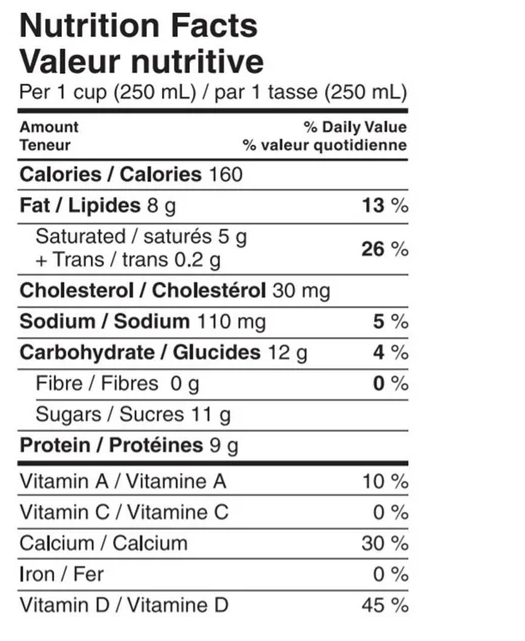 Nutrition Facts
Valeur nutritive
Per 1 cup (250 mL) / par 1 tasse (250 mL)
Amount % Daily Value
Teneur % valeur quotidienne
Calories / Calories 160
Fat / Lipides 8 g 13 %
Saturated / saturés 5 g
+ Trans / trans 0.2 g 26 %
Cholesterol / Cholestérol 30 mg
Sodium / Sodium 110 mg 5 %
Carbohydrate / Glucides 12 g 4 %
Fibre / Fibres 0 g 0 %
Sugars / Sucres 11 g
Protein / Protéines 9 g
Vitamin A / Vitamine A 10 %
Vitamin C / Vitamine C 0 %
Calcium / Calcium 30 %
Iron / Fer 0 %
Vitamin D / Vitamine D 45 %